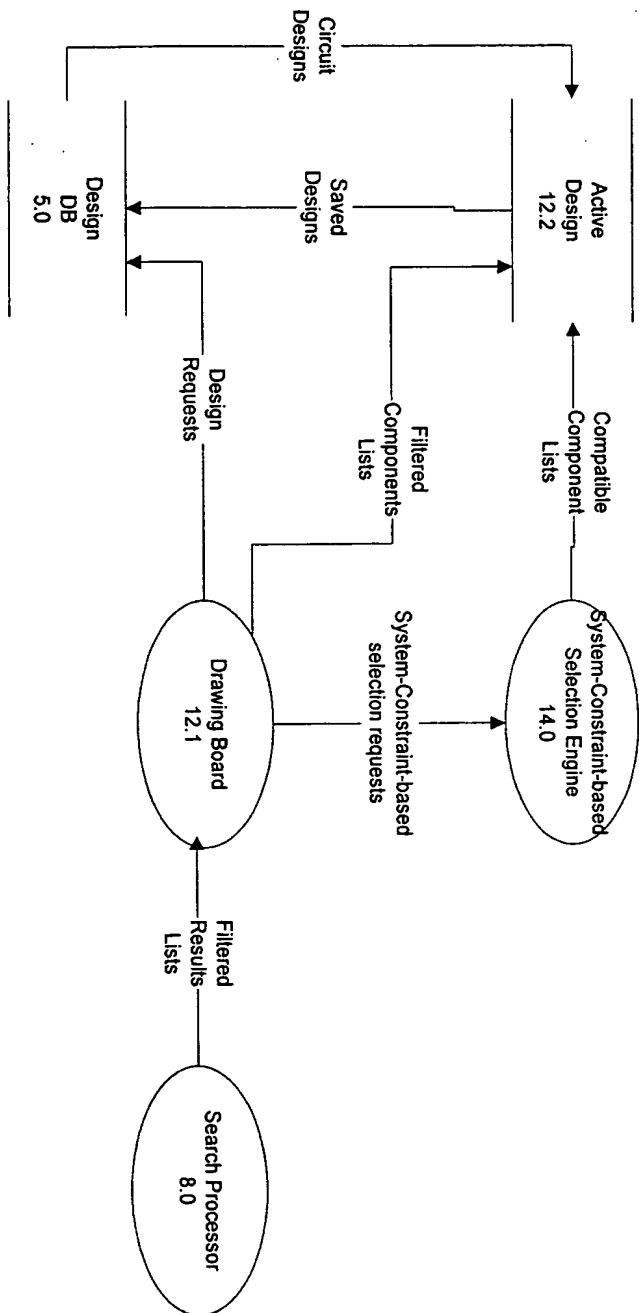 Active
Design
12.2
Compatible
Component
Lists
System-Constraint-based
Selection Engine
14.0
Circuit
Designs
Saved
Designs
Filtered
Components
Lists
System-Constraint-based
selection requests
Design
DB
5.0
Design
Requests
Drawing Board
12.1
Filtered
Results
Lists
Search Processor
8.0